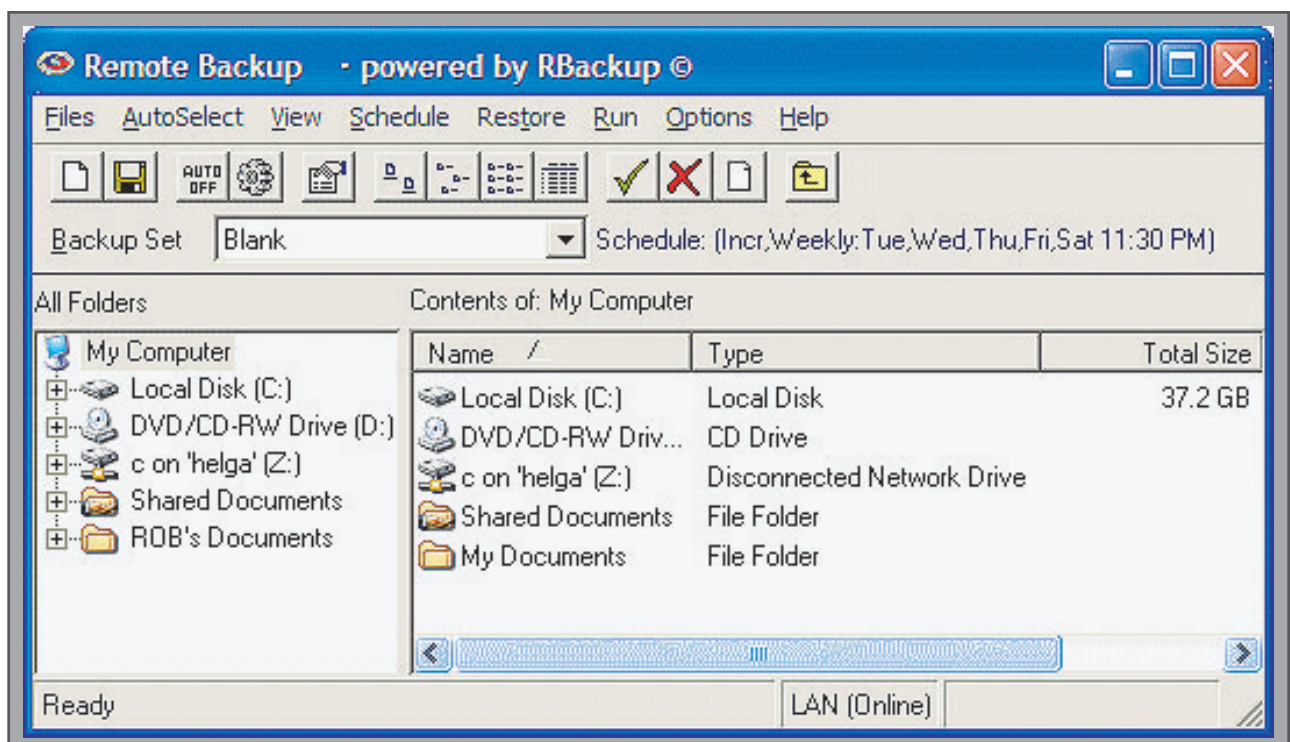 Remote Backup - powered by RBackup ©
Files AutoSelect View Schedule Restore Run Options Help
AUTO OFF
Backup Set Blank Schedule: (Incr,Weekly:Tue,Wed,Thu,Fri,Sat 11:30 PM)
All Folders Contents of: My Computer
My Computer Name Type Total Size
Local Disk (C:) Local Disk (C:) Local Disk 37.2 GB
DVD/CD-RW Drive (D:) DVD/CD-RW Driv... CD Drive
c on 'helga' (Z:) c on 'helga' (Z:) Disconnected Network Drive
Shared Documents Shared Documents File Folder
ROB's Documents My Documents File Folder
Ready LAN (Online)